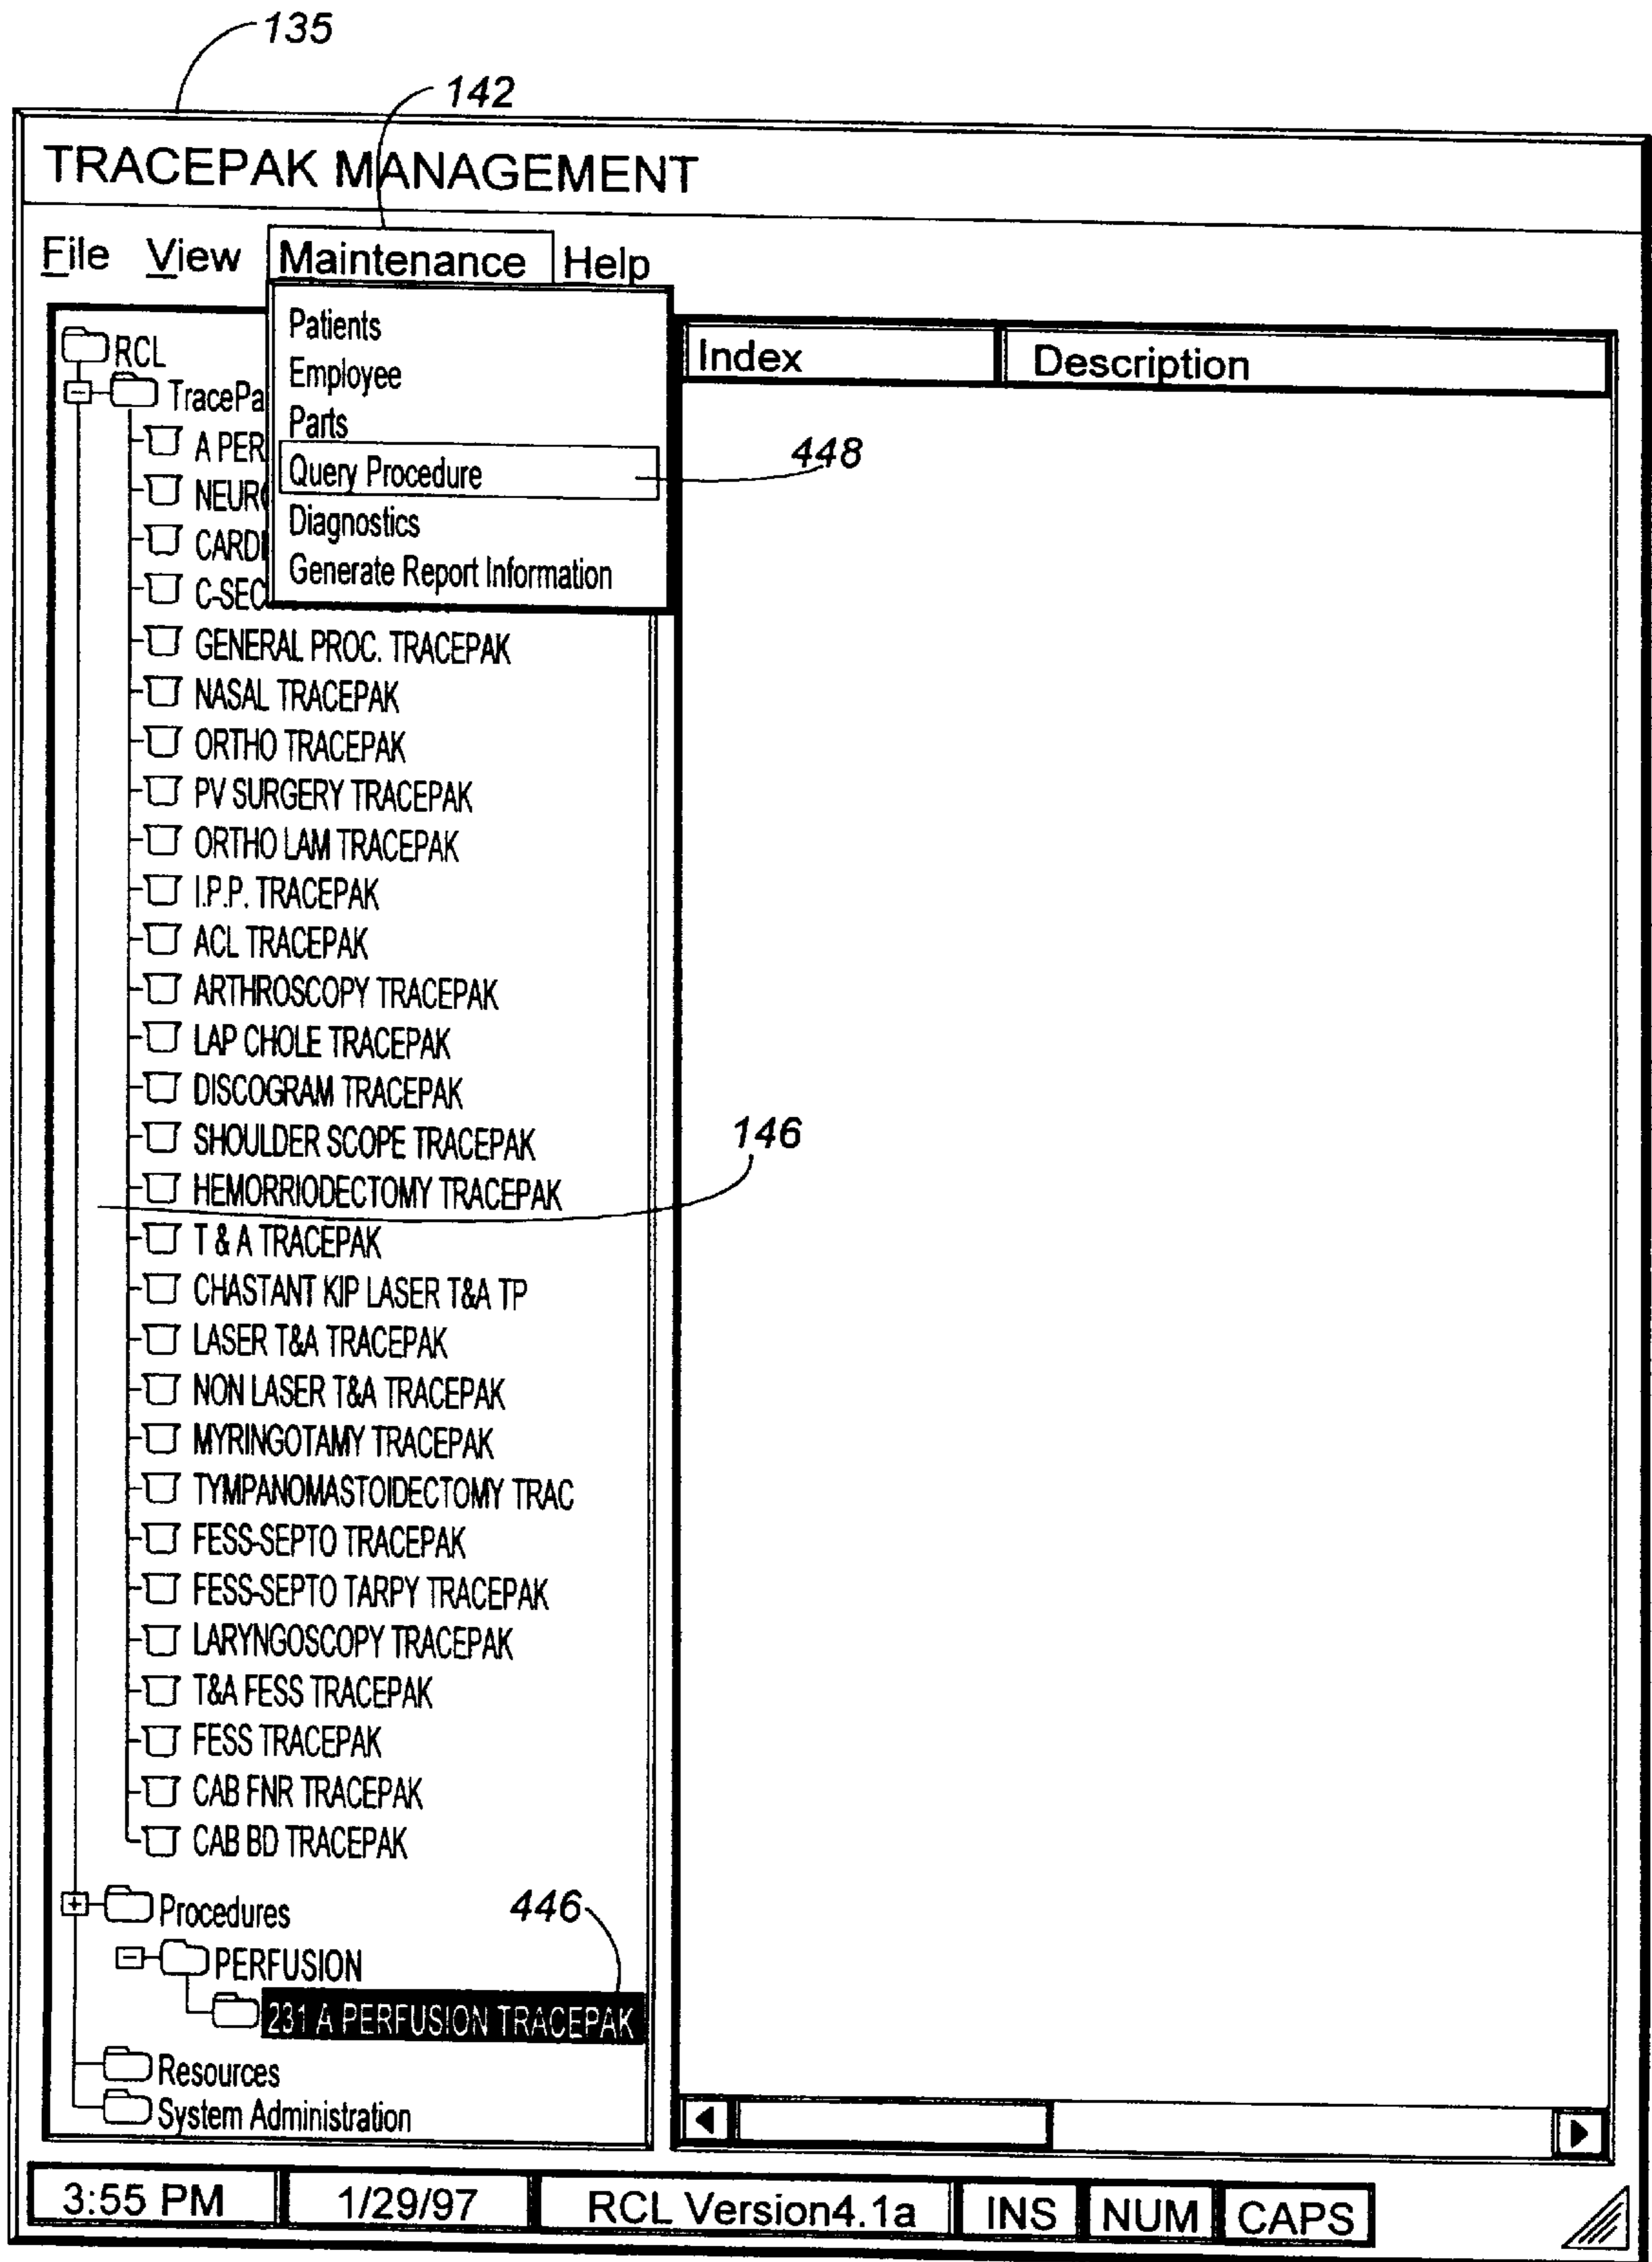 135
142
TRACEPAK MANAGEMENT
File View Maintenance Help
Patients
Employee
Parts
Query Procedure
448
Diagnostics
Generate Report Information
Index Description
RCL
TracePa
A PER
NEUR
CARD
C-SEC
GENERAL PROC. TRACEPAK
NASAL TRACEPAK
ORTHO TRACEPAK
PV SURGERY TRACEPAK
ORTHO LAM TRACEPAK
I.P.P. TRACEPAK
ACL TRACEPAK
ARTHROSCOPY TRACEPAK
LAP CHOLE TRACEPAK
DISCOGRAM TRACEPAK
SHOULDER SCOPE TRACEPAK
146
HEMORRIODECTOMY TRACEPAK
T & A TRACEPAK
CHASTANT KIP LASER T&A TP
LASER T&A TRACEPAK
NON LASER T&A TRACEPAK
MYRINGOTAMY TRACEPAK
TYMPANOMASTOIDECTOMY TRAC
FESS-SEPTO TRACEPAK
FESS-SEPTO TARPY TRACEPAK
LARYNGOSCOPY TRACEPAK
T&A FESS TRACEPAK
FESS TRACEPAK
CAB FNR TRACEPAK
CAB BD TRACEPAK
Procedures
446
PERFUSION
231 A PERFUSION TRACEPAK
Resources
System Administration
3:55 PM 1/29/97 RCL Version4.1a INS NUM CAPS